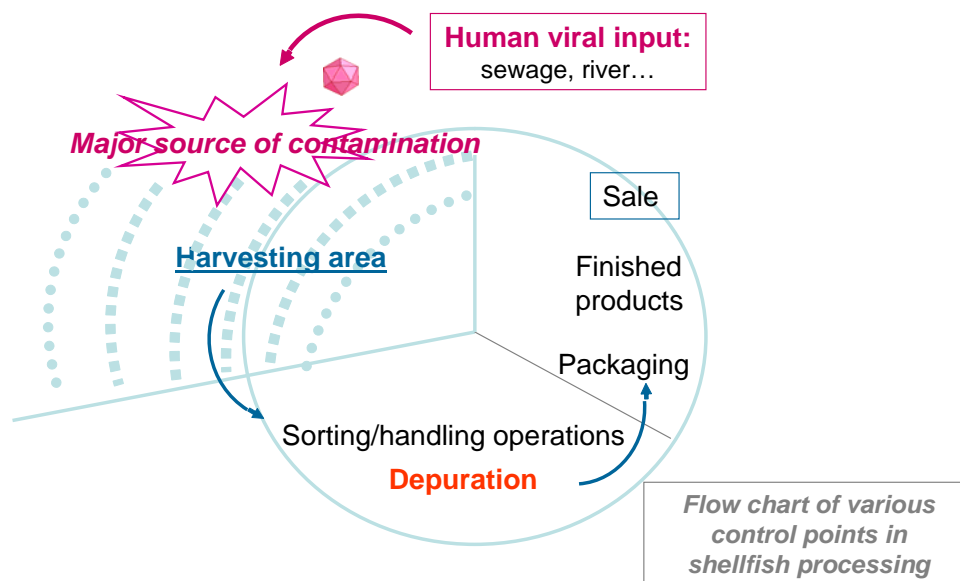 Human viral input:
sewage, river…
Major source of contamination
Sale
Harvesting area
Finished
products
Packaging
Sorting/handling operations
Depuration
Flow chart of various
control points in
shellfish processing